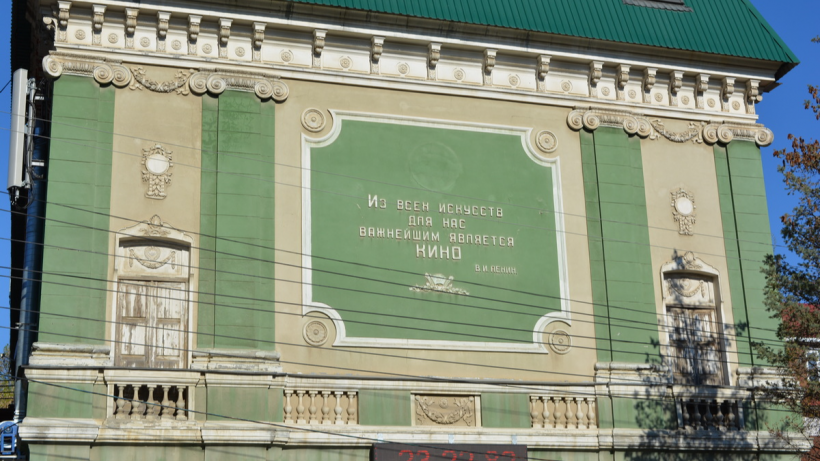 Из всех искусств
для нас
важнейшим является
КИНО
В.И.Ленин